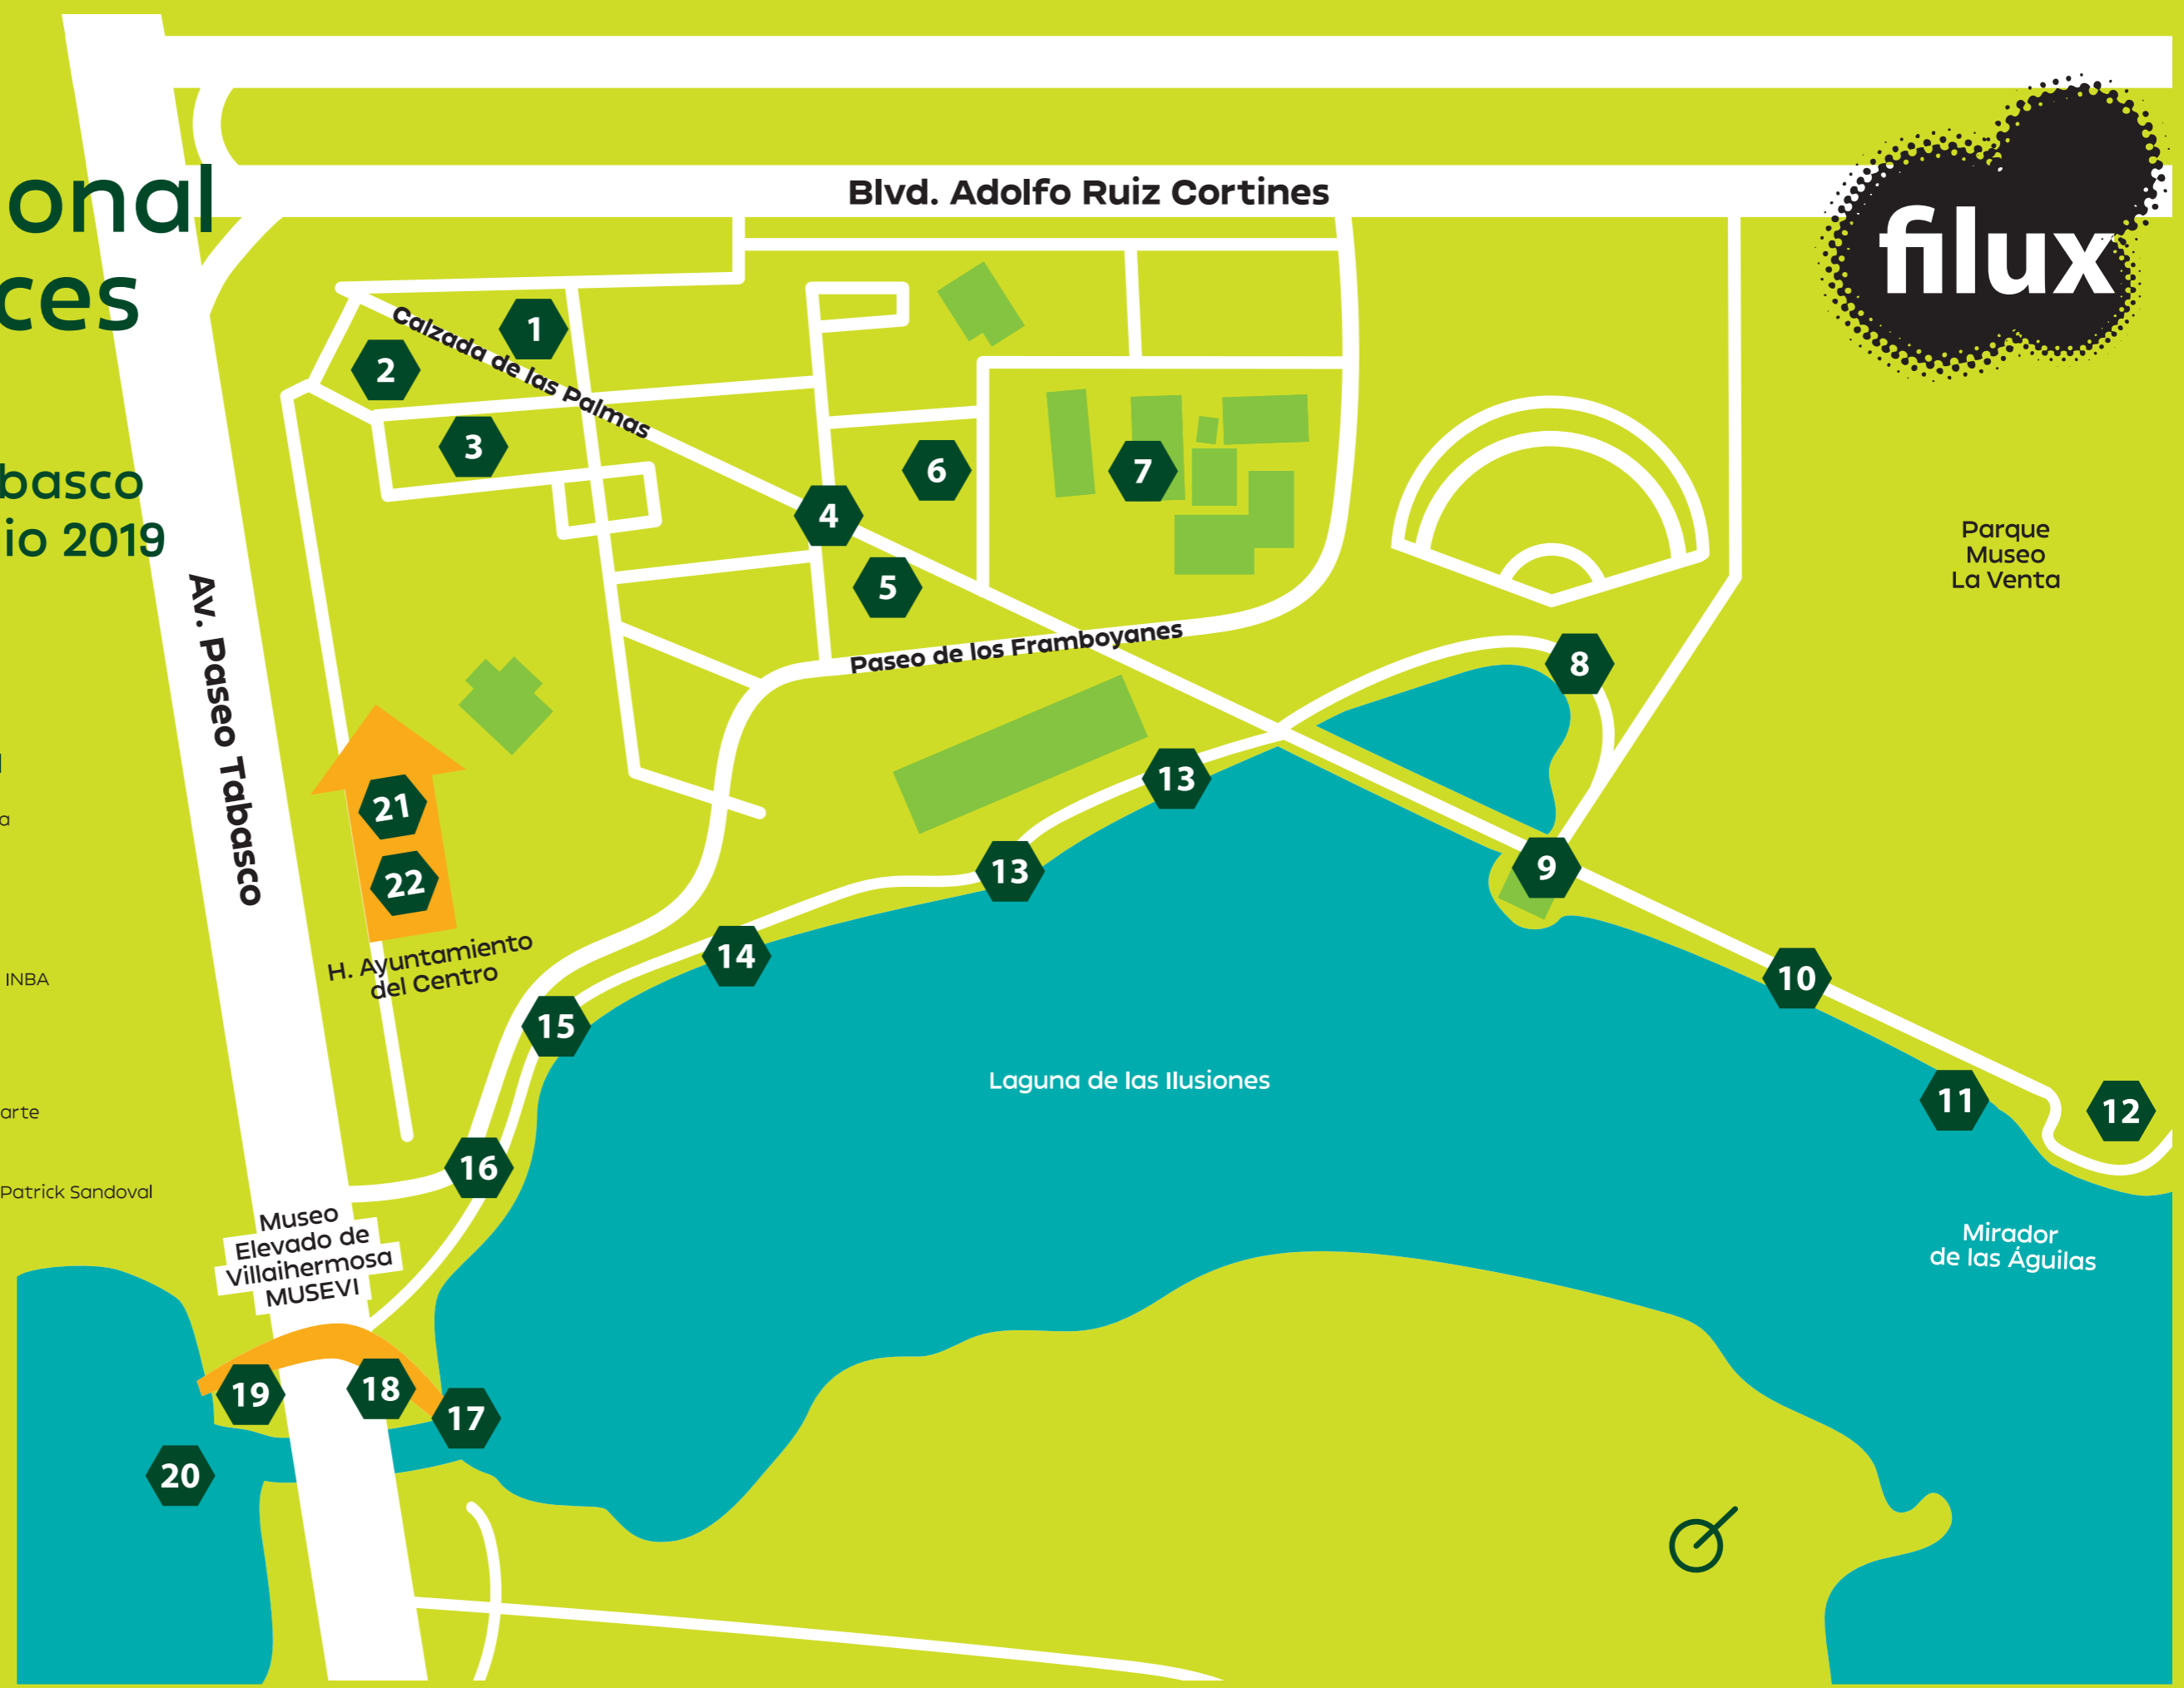 onal
ces
basco
io 2019
a
INBA
arte
Patrick Sandoval
Blvd. Adolfo Ruiz Cortines
filux
Calzada de las Palmas
1
2
3
4
5
6
7
Parque
Museo
La Venta
Av. Paseo Tabasco
Paseo de los Framboyanes
8
9
10
11
12
13
13
14
15
16
21
22
H. Ayuntamiento
del Centro
Laguna de las Ilusiones
Mirador
de las Águilas
Museo
Elevado de
Villaihermosa
MUSEVI
17
18
19
20